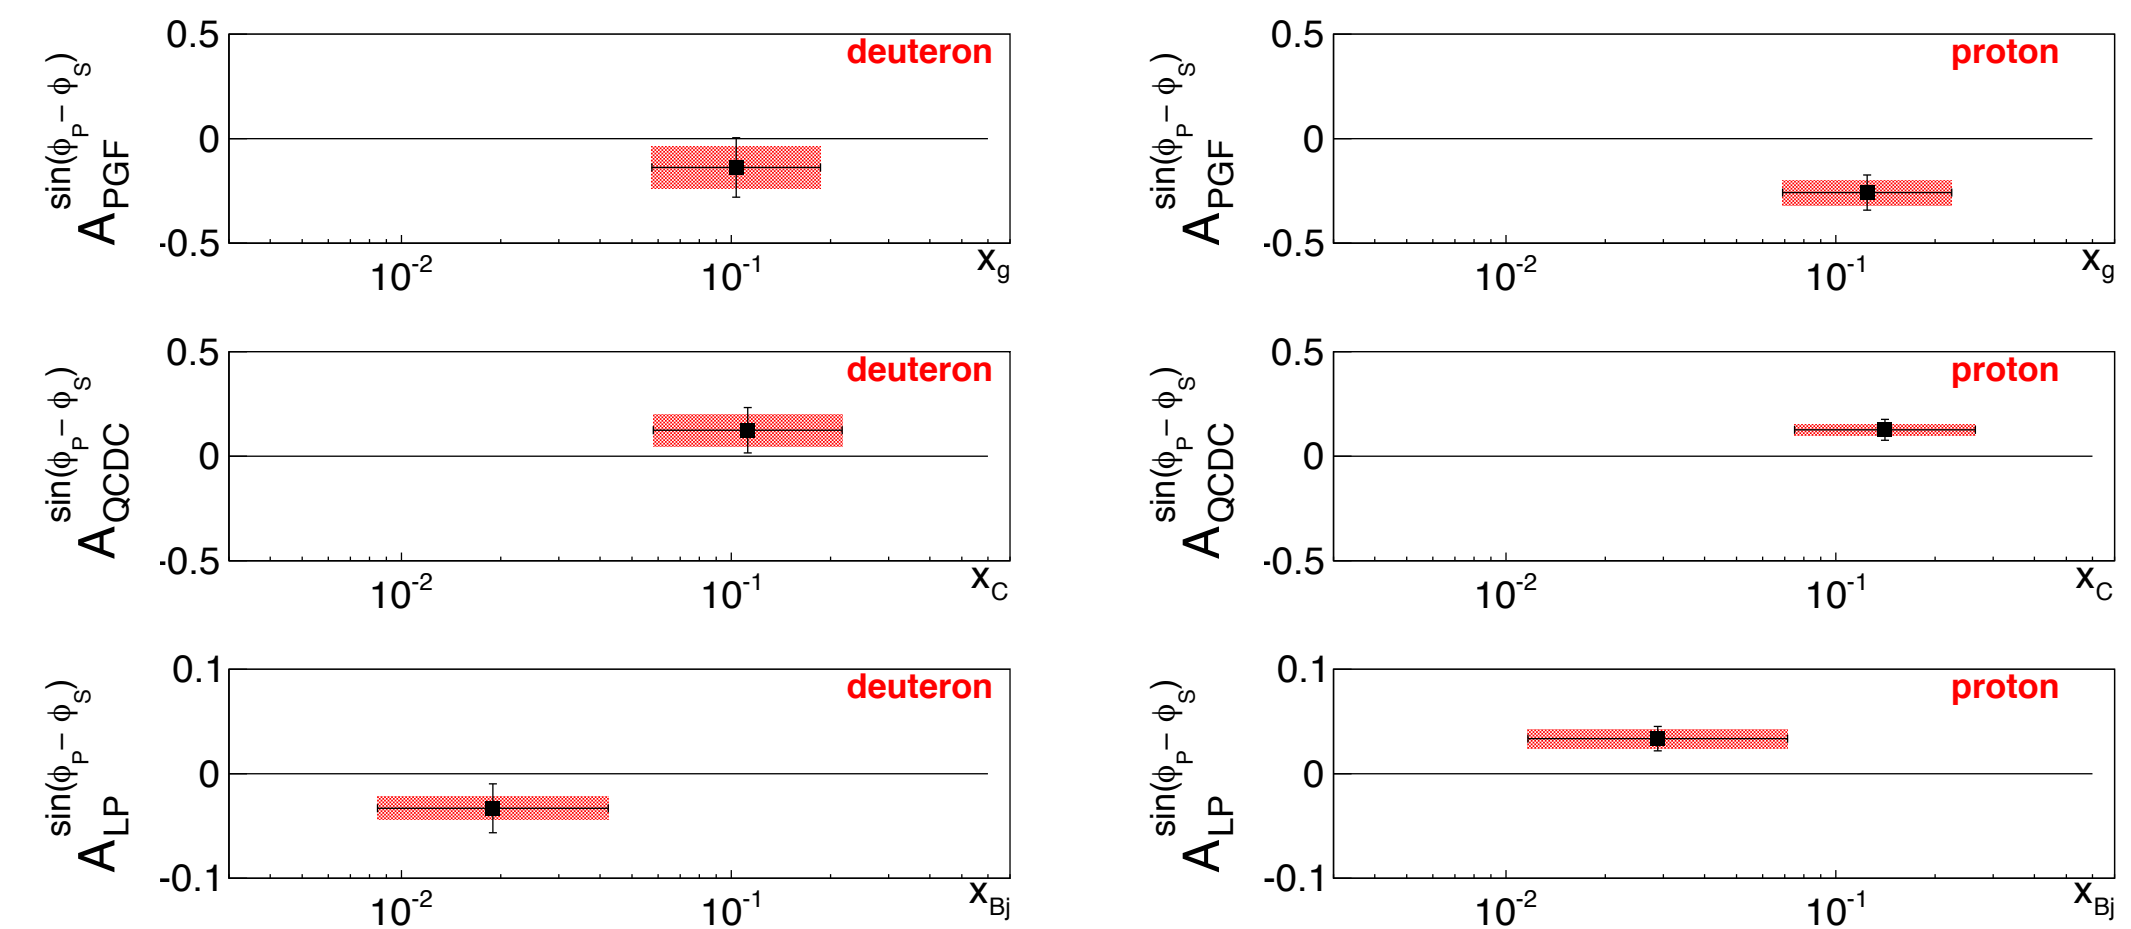 0.5
deuteron
A_PGF^sin(ϕ_P − ϕ_S)
0
-0.5
10^-2
10^-1
x_g
0.5
proton
A_PGF^sin(ϕ_P − ϕ_S)
0
-0.5
10^-2
10^-1
x_g
0.5
deuteron
A_QCDC^sin(ϕ_P − ϕ_S)
0
-0.5
10^-2
10^-1
x_C
0.5
proton
A_QCDC^sin(ϕ_P − ϕ_S)
0
-0.5
10^-2
10^-1
x_C
0.1
deuteron
A_LP^sin(ϕ_P − ϕ_S)
0
-0.1
10^-2
10^-1
x_Bj
0.1
proton
A_LP^sin(ϕ_P − ϕ_S)
0
-0.1
10^-2
10^-1
x_Bj